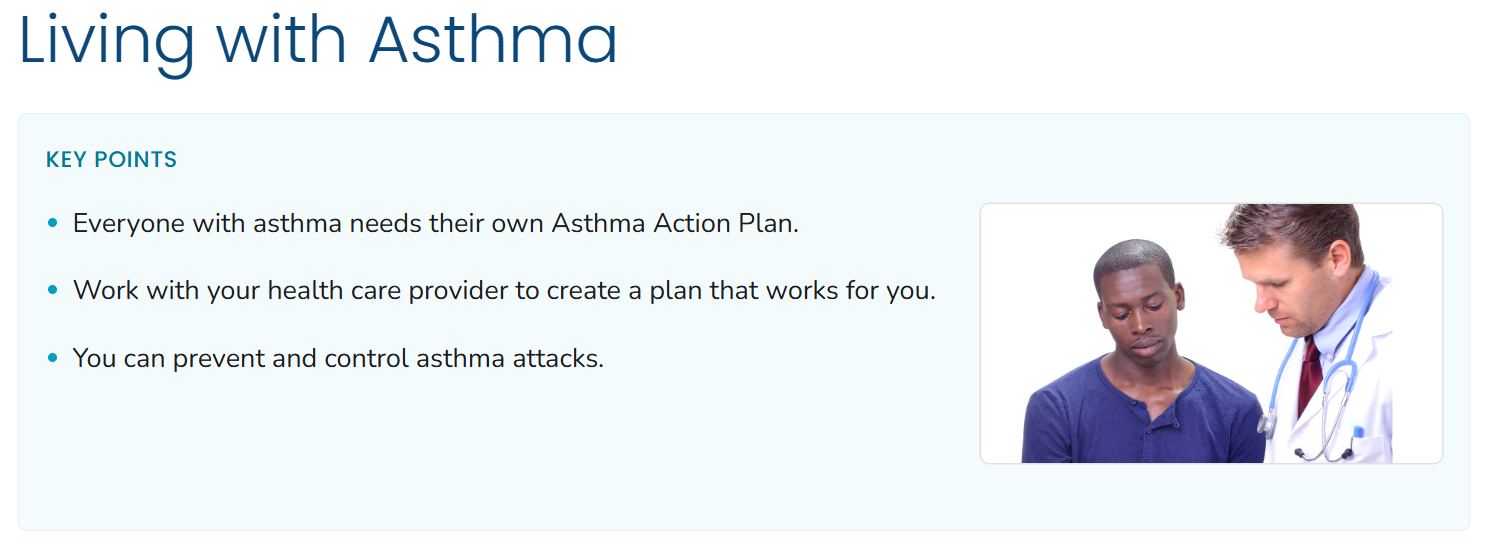 Living with Asthma
KEY POINTS
Everyone with asthma needs their own Asthma Action Plan.
Work with your health care provider to create a plan that works for you.
You can prevent and control asthma attacks.